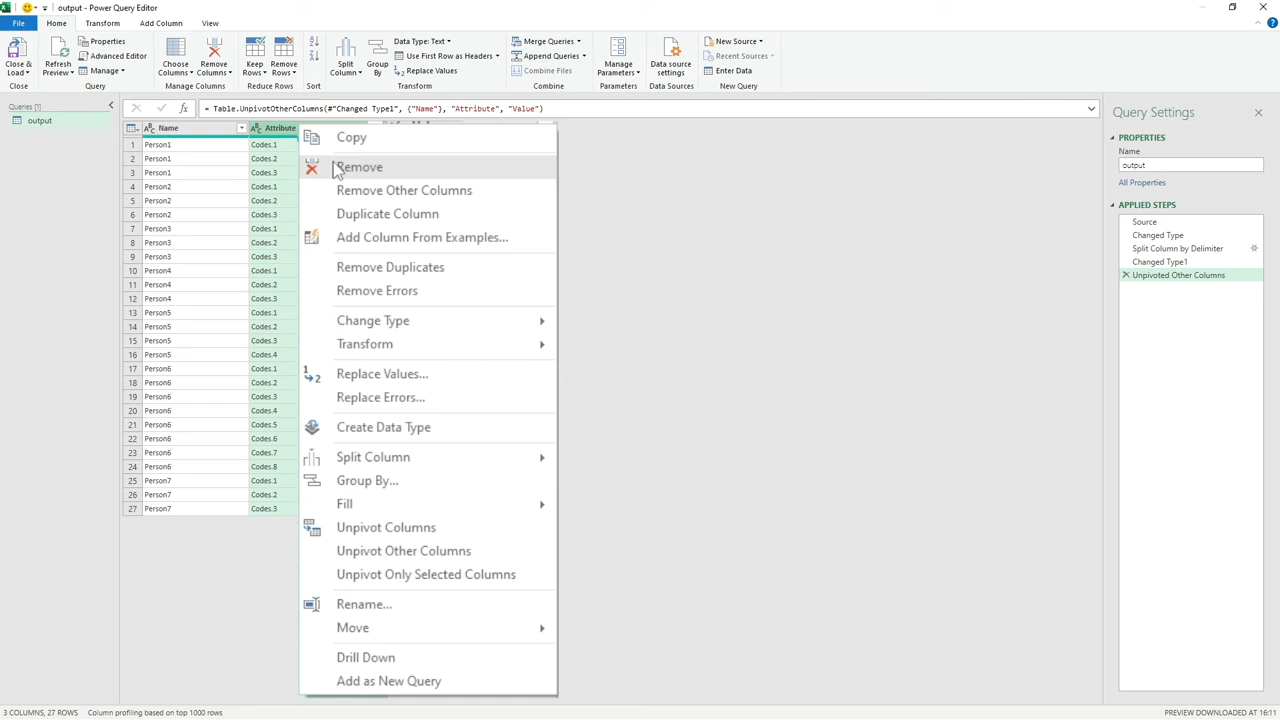 output - Power Query Editor
File Home Transform Add Column View
Close & Load
Refresh Preview
Properties
Advanced Editor
Manage
Query
Choose Columns
Remove Columns
Manage Columns
Keep Rows
Remove Rows
Reduce Rows
Sort
Split Column
Group By
Data Type: Text
Use First Row as Headers
Replace Values
Transform
Merge Queries
Append Queries
Combine Files
Combine
Manage Parameters
Parameters
Data source settings
Data Sources
New Source
Recent Sources
Enter Data
New Query
Close
Queries [1]
output
= Table.UnpivotOtherColumns(#"Changed Type1", {"Name"}, "Attribute", "Value")
Name Attribute
1 Person1 Codes.1
2 Person1 Codes.2
3 Person1 Codes.3
4 Person2 Codes.1
5 Person2 Codes.2
6 Person2 Codes.3
7 Person3 Codes.1
8 Person3 Codes.2
9 Person3 Codes.3
10 Person4 Codes.1
11 Person4 Codes.2
12 Person4 Codes.3
13 Person5 Codes.1
14 Person5 Codes.2
15 Person5 Codes.3
16 Person5 Codes.4
17 Person6 Codes.1
18 Person6 Codes.2
19 Person6 Codes.3
20 Person6 Codes.4
21 Person6 Codes.5
22 Person6 Codes.6
23 Person6 Codes.7
24 Person6 Codes.8
25 Person7 Codes.1
26 Person7 Codes.2
27 Person7 Codes.3
Copy
Remove
Remove Other Columns
Duplicate Column
Add Column From Examples...
Remove Duplicates
Remove Errors
Change Type
Transform
Replace Values...
Replace Errors...
Create Data Type
Split Column
Group By...
Fill
Unpivot Columns
Unpivot Other Columns
Unpivot Only Selected Columns
Rename...
Move
Drill Down
Add as New Query
Query Settings
PROPERTIES
Name
output
All Properties
APPLIED STEPS
Source
Changed Type
Split Column by Delimiter
Changed Type1
Unpivoted Other Columns
3 COLUMNS, 27 ROWS Column profiling based on top 1000 rows
PREVIEW DOWNLOADED AT 16:11